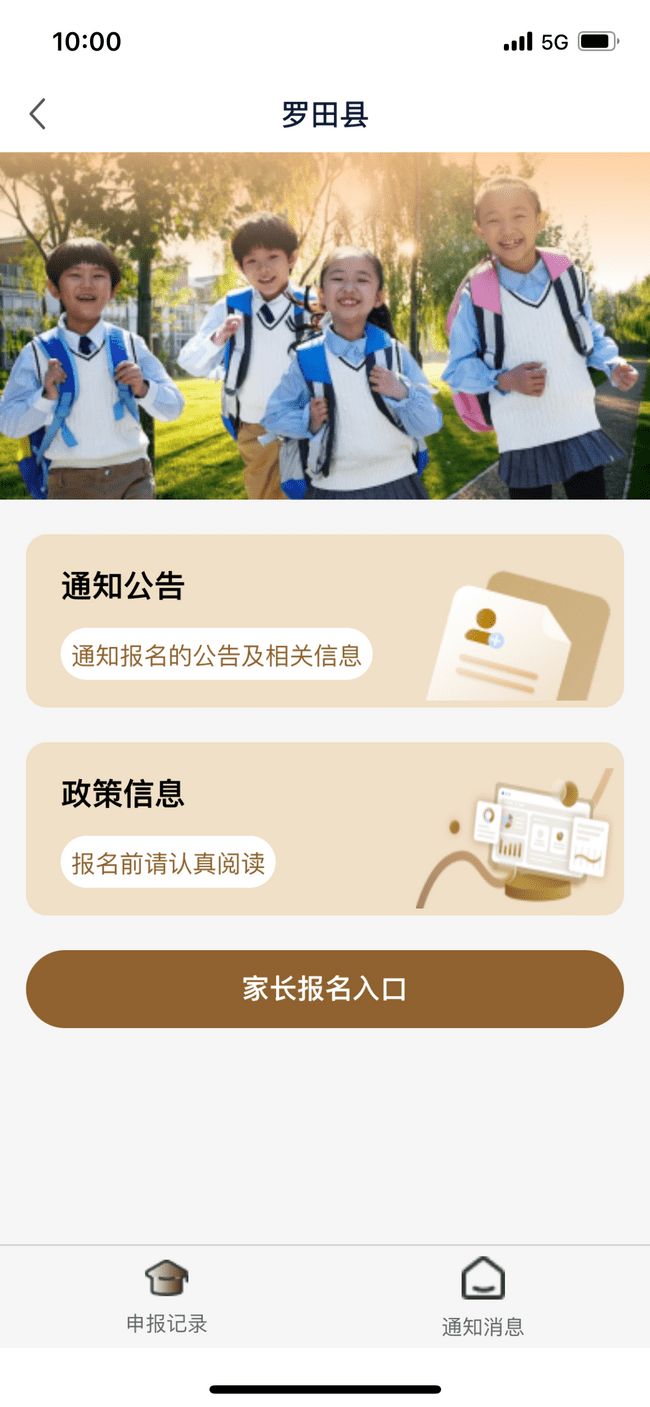 10:00
5G
罗田县
通知公告
通知报名的公告及相关信息
政策信息
报名前请认真阅读
家长报名入口
申报记录
通知消息